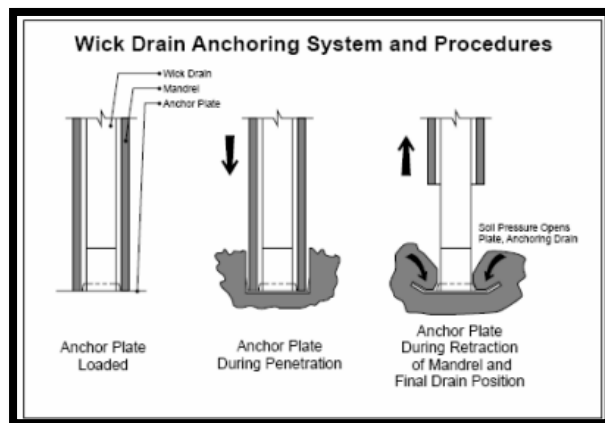 Wick Drain Anchoring System and Procedures
Wick Drain
Mandrel
Anchor Plate
Soil Pressure Opens
Plate, Anchoring Drain
Anchor Plate
Loaded
Anchor Plate
During Penetration
Anchor Plate
During Retraction
of Mandrel and
Final Drain Position